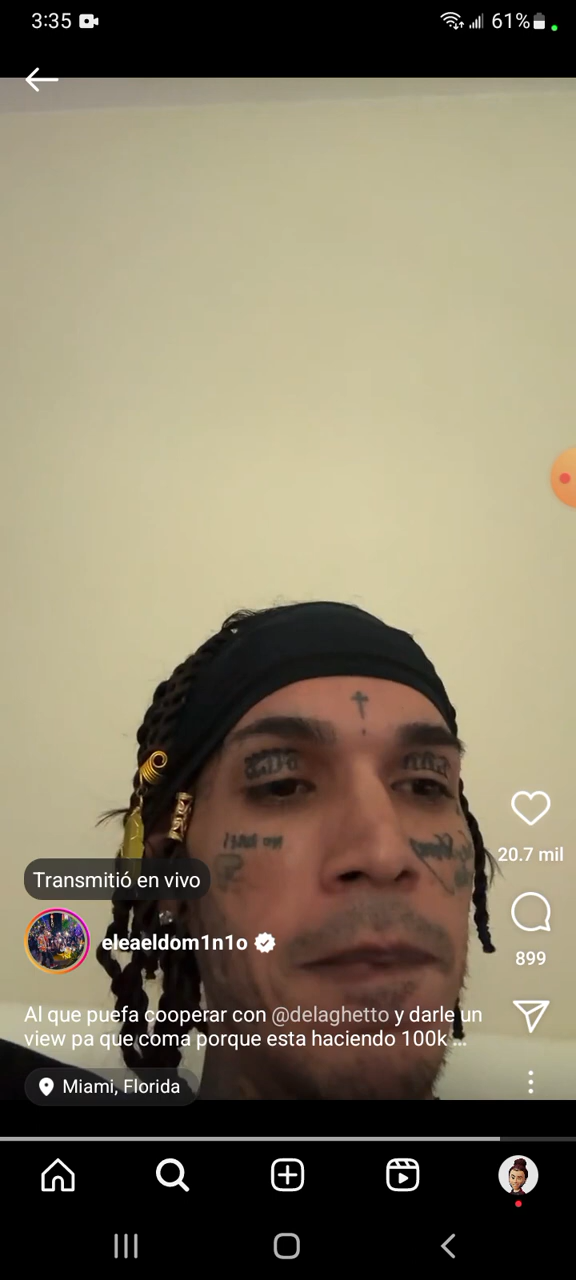 3:35
61%
Transmitió en vivo
eleaeldom1n1o
Al que puefa cooperar con @delaghetto y darle un
view pa que coma porque esta haciendo 100k ...
Miami, Florida
20.7 mil
899